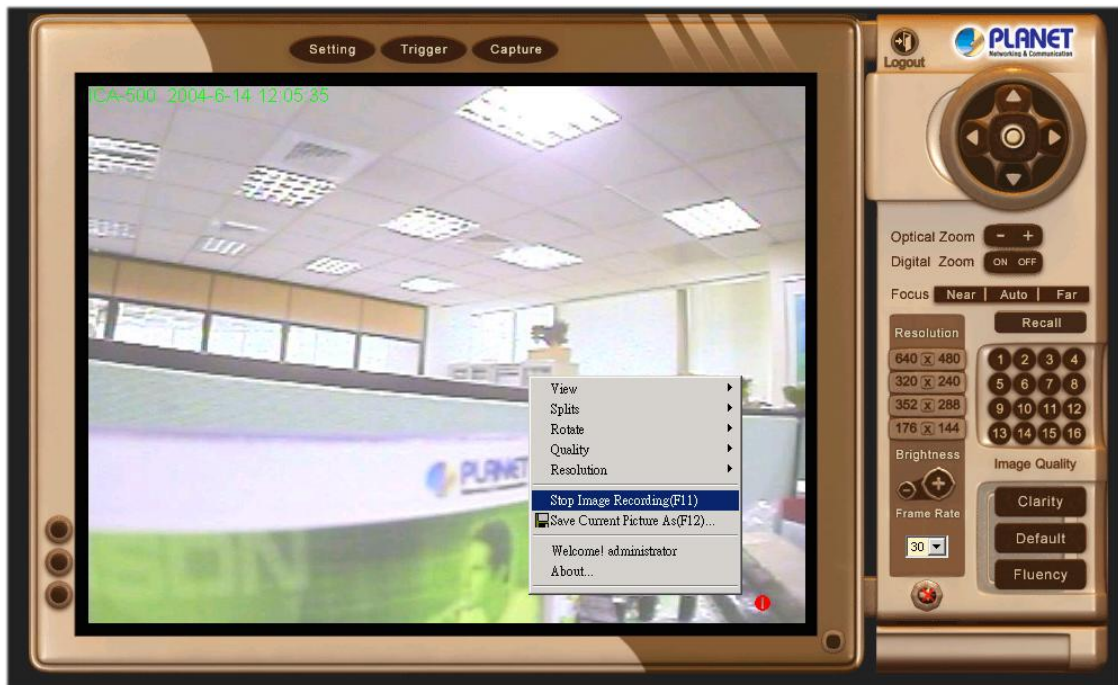 Setting Trigger Capture
Logout
PLANET
Networking & Communication
ICA-500 2004-6-14 12:05:35
Optical Zoom - +
Digital Zoom ON OFF
Focus Near Auto Far
Recall
Resolution
640 x 480
320 x 240
352 x 288
176 x 144
1 2 3 4
5 6 7 8
9 10 11 12
13 14 15 16
Brightness
- +
Frame Rate
30
Image Quality
Clarity
Default
Fluency
PLANET
View
Splits
Rotate
Quality
Resolution
Stop Image Recording(F11)
Save Current Picture As(F12)...
Welcome! administrator
About...